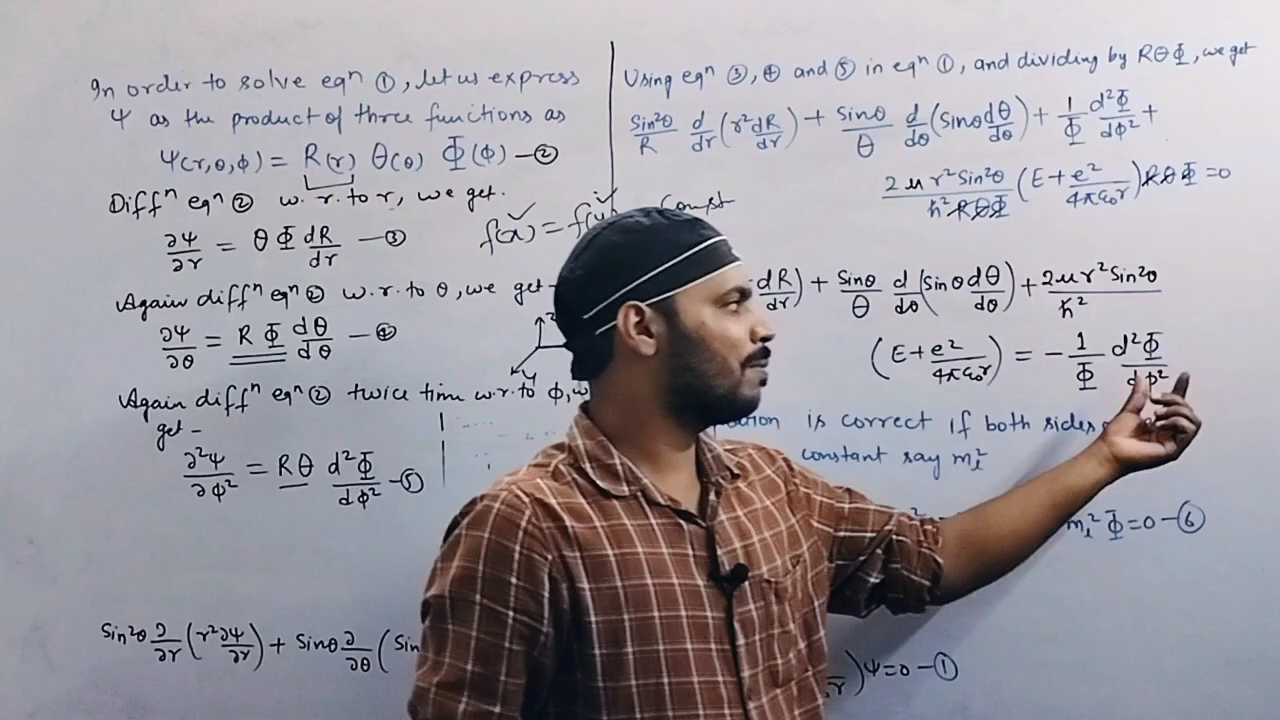 In order to solve eqⁿ ①, let us express
Ψ as the product of three functions as
Ψ(r,θ,ϕ) = R(r) θ(θ) Φ(ϕ) — ②
Diffⁿ eqⁿ ② w.r.to r, we get.
∂Ψ/∂r = θ Φ dR/dr — ③
Again diffⁿ eqⁿ ② w.r.to θ, we get -
∂Ψ/∂θ = R Φ dθ/dθ — ④
Again diffⁿ eqⁿ ② twice time w.r.to ϕ, w
get -
∂²Ψ/∂ϕ² = Rθ d²Φ/dϕ² — ⑤
Sin²θ ∂/∂r (r² ∂Ψ/∂r) + Sinθ ∂/∂θ (Sin
)Ψ=0 — ①
f(x) = f(y) Const
Using eqⁿ ③, ④ and ⑤ in eqⁿ ①, and dividing by RθΦ, we get
Sin²θ/R d/dr (r² dR/dr) + Sinθ/θ d/dθ (Sinθ dθ/dθ) + 1/Φ d²Φ/dϕ² +
2μr²Sin²θ/ħ²RθΦ (E + e²/4πε₀r) RθΦ = 0
dR/dr) + Sinθ/θ d/dθ (Sinθ dθ/dθ) + 2μr²Sin²θ/ħ²
(E + e²/4πε₀r) = - 1/Φ d²Φ/dϕ²
is correct if both sides
constant say mₗ²
mₗ²Φ=0 — ⑥